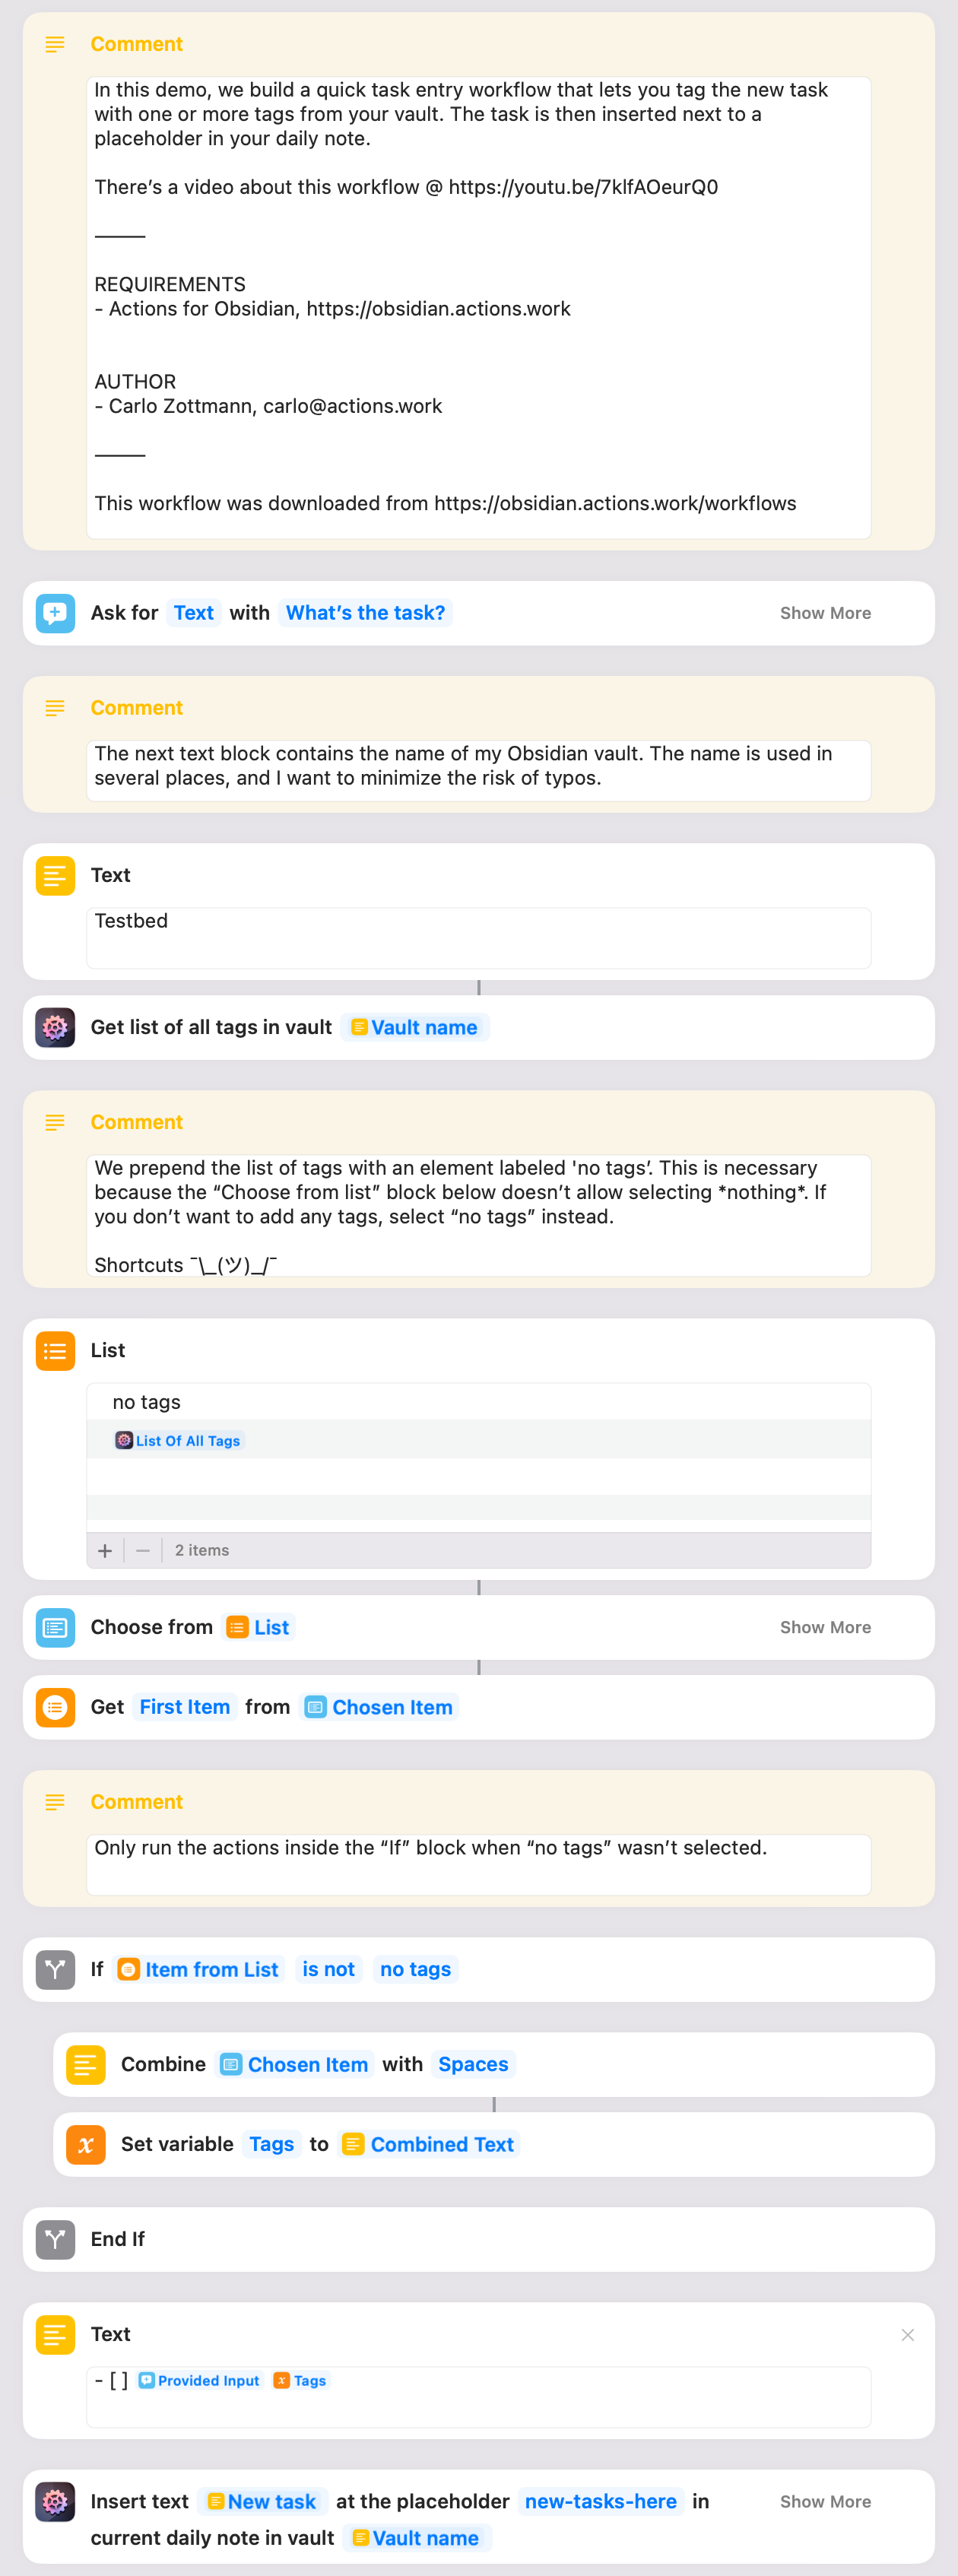 Comment
In this demo, we build a quick task entry workflow that lets you tag the new task
with one or more tags from your vault. The task is then inserted next to a
placeholder in your daily note.
There’s a video about this workflow @ https://youtu.be/7klfAOeurQ0
———
REQUIREMENTS
- Actions for Obsidian, https://obsidian.actions.work
AUTHOR
- Carlo Zottmann, carlo@actions.work
———
This workflow was downloaded from https://obsidian.actions.work/workflows
Ask for Text with What’s the task? Show More
Comment
The next text block contains the name of my Obsidian vault. The name is used in
several places, and I want to minimize the risk of typos.
Text
Testbed
Get list of all tags in vault Vault name
Comment
We prepend the list of tags with an element labeled 'no tags’. This is necessary
because the “Choose from list” block below doesn’t allow selecting *nothing*. If
you don’t want to add any tags, select “no tags” instead.
Shortcuts ¯\_(ツ)_/¯
List
no tags
List Of All Tags
+ − 2 items
Choose from List Show More
Get First Item from Chosen Item
Comment
Only run the actions inside the “If” block when “no tags” wasn’t selected.
If Item from List is not no tags
Combine Chosen Item with Spaces
Set variable Tags to Combined Text
End If
Text
- [ ] Provided Input Tags
Insert text New task at the placeholder new-tasks-here in Show More
current daily note in vault Vault name